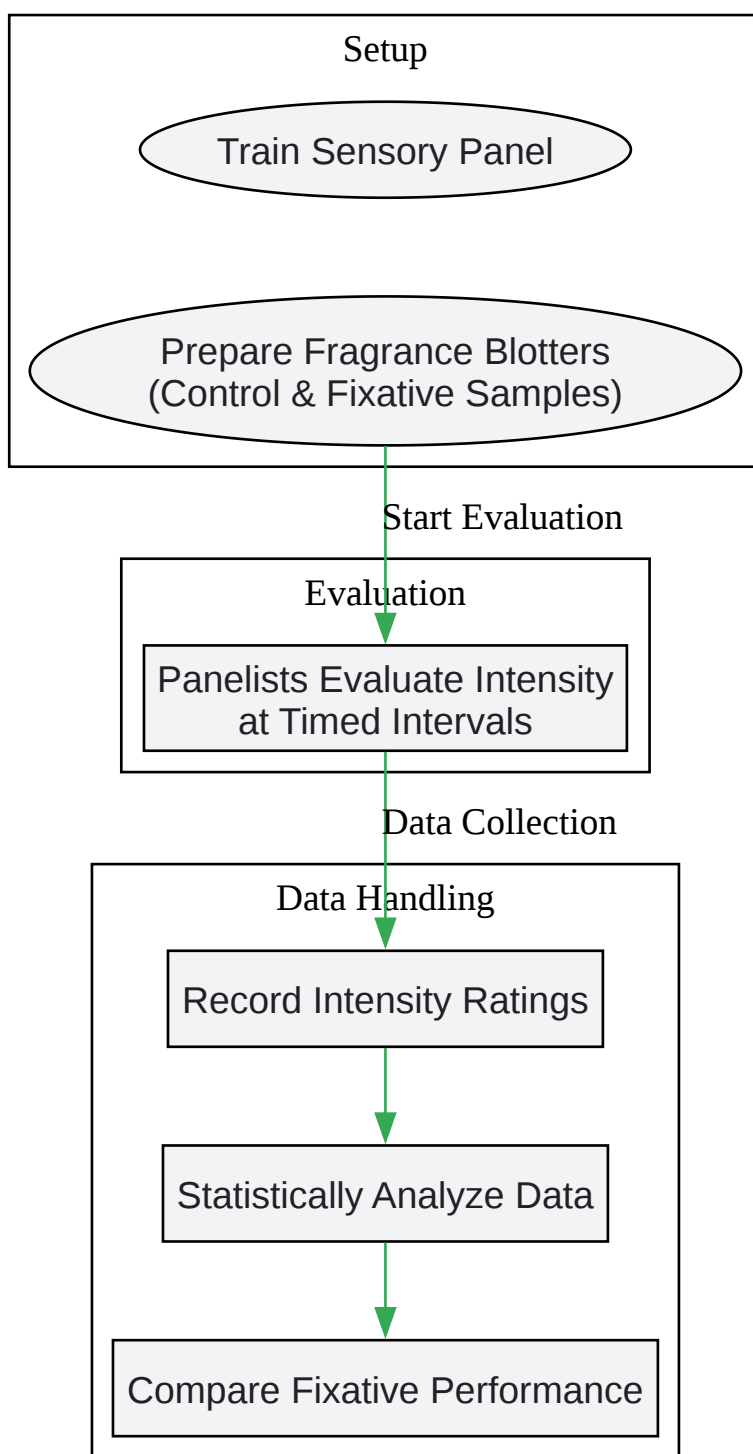 Setup
Train Sensory Panel
Prepare Fragrance Blotters
(Control & Fixative Samples)
Start Evaluation
Evaluation
Panelists Evaluate Intensity
at Timed Intervals
Data Collection
Data Handling
Record Intensity Ratings
Statistically Analyze Data
Compare Fixative Performance